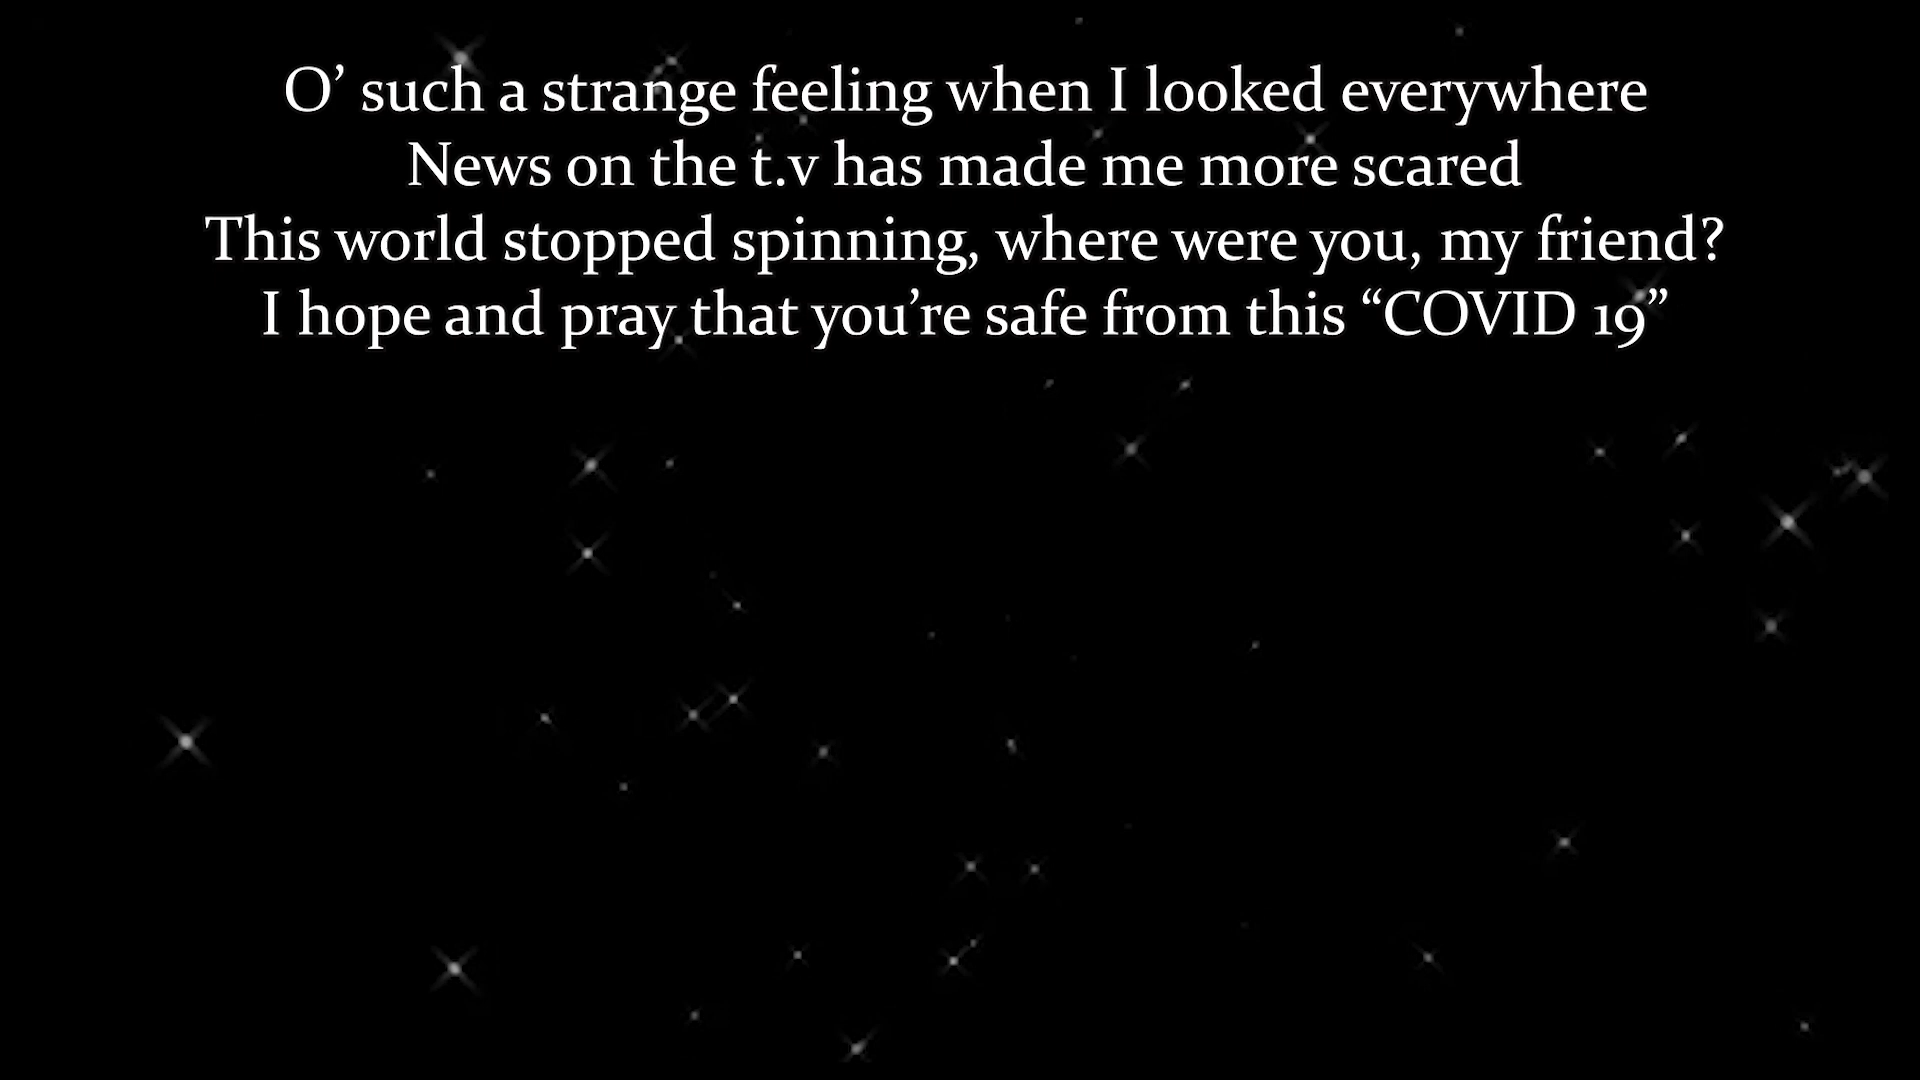 O’ such a strange feeling when I looked everywhere
News on the t.v has made me more scared
This world stopped spinning, where were you, my friend?
I hope and pray that you’re safe from this “COVID 19”